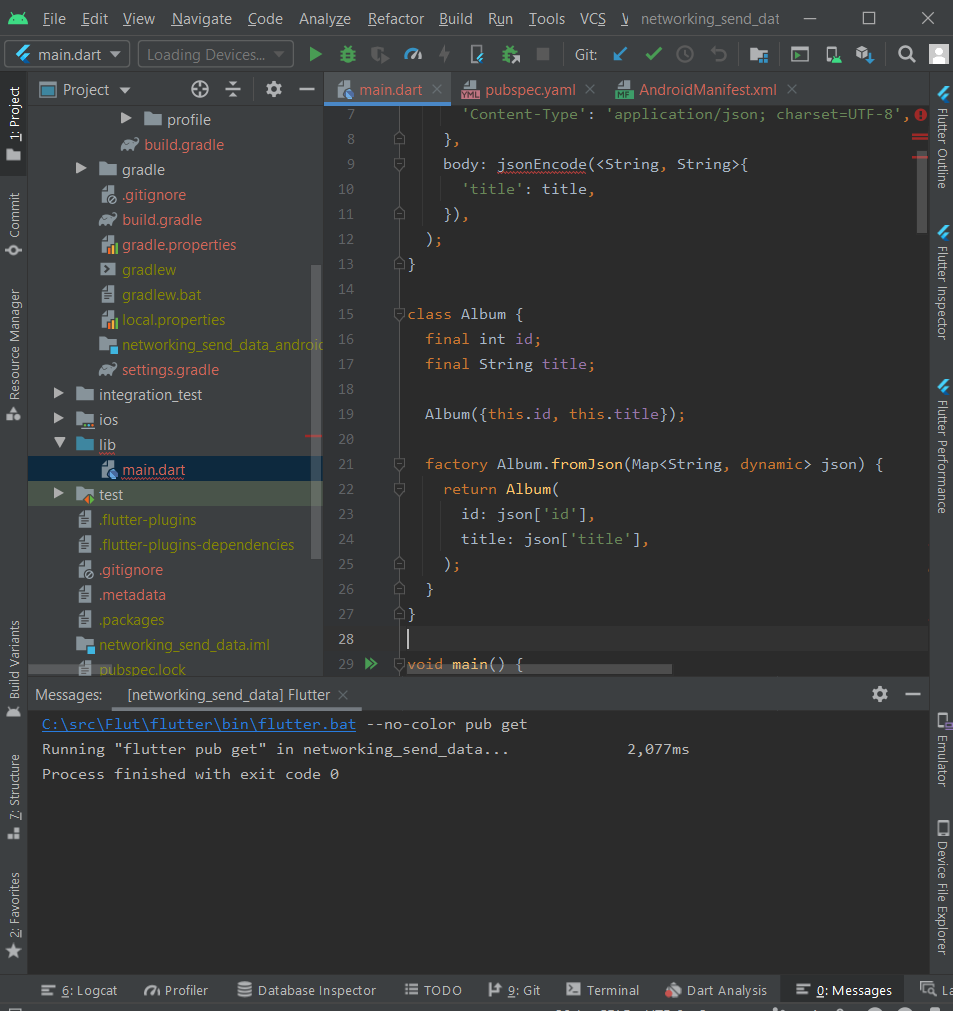 File Edit View Navigate Code Analyze Refactor Build Run Tools VCS networking_send_dat
main.dart Loading Devices... Git:
1: Project
Commit
Resource Manager
Build Variants
7: Structure
2: Favorites
Project
profile
build.gradle
gradle
.gitignore
build.gradle
gradle.properties
gradlew
gradlew.bat
local.properties
networking_send_data_android
settings.gradle
integration_test
ios
lib
main.dart
test
.flutter-plugins
.flutter-plugins-dependencies
.gitignore
.metadata
.packages
networking_send_data.iml
pubspec.lock
main.dart pubspec.yaml AndroidManifest.xml
7 'Content-Type': 'application/json; charset=UTF-8',
8 },
9 body: jsonEncode(<String, String>{
10 'title': title,
11 }),
12 );
13 }
14
15 class Album {
16 final int id;
17 final String title;
18
19 Album({this.id, this.title});
20
21 factory Album.fromJson(Map<String, dynamic> json) {
22 return Album(
23 id: json['id'],
24 title: json['title'],
25 );
26 }
27 }
28
29 void main() {
Flutter Outline
Flutter Inspector
Flutter Performance
Emulator
Device File Explorer
Messages: [networking_send_data] Flutter
C:\src\Flut\flutter\bin\flutter.bat --no-color pub get
Running "flutter pub get" in networking_send_data... 2,077ms
Process finished with exit code 0
6: Logcat Profiler Database Inspector TODO 9: Git Terminal Dart Analysis 0: Messages